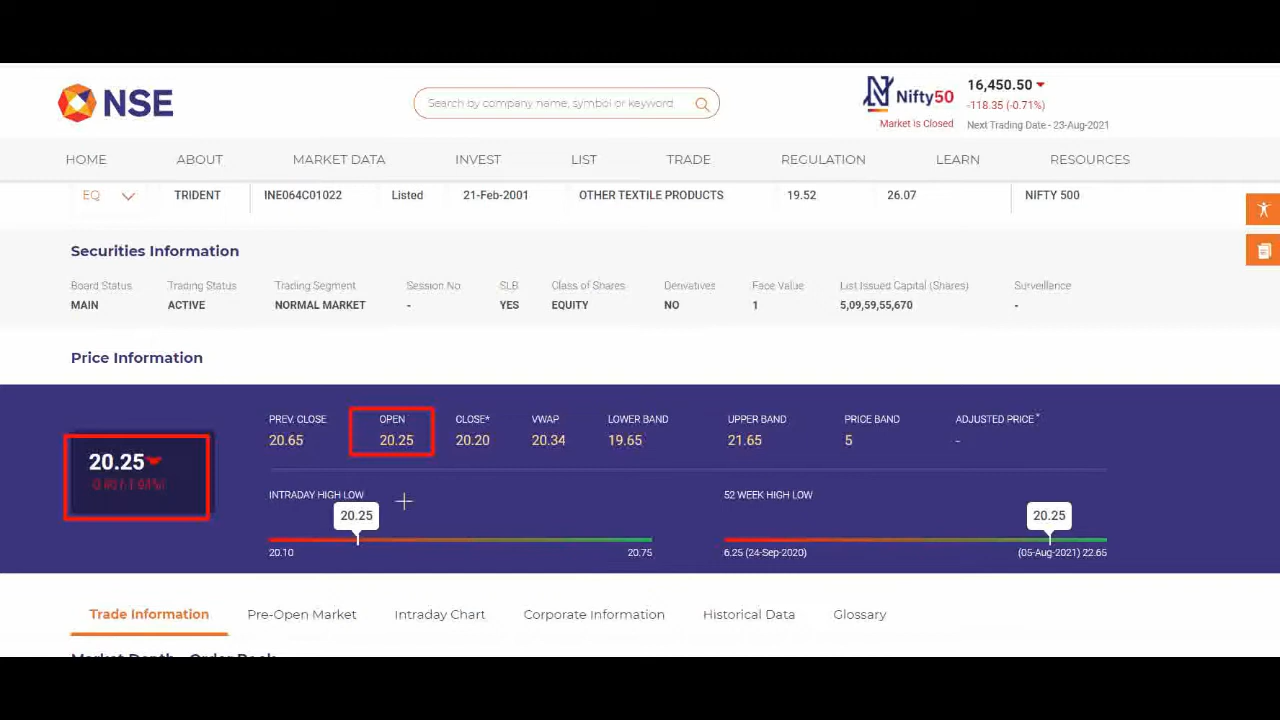 NSE
Search by company name, symbol or keyword
Nifty50
16,450.50
-118.35 (-0.71%)
Market Is Closed
Next Trading Date - 23-Aug-2021
HOME ABOUT MARKET DATA INVEST LIST TRADE REGULATION LEARN RESOURCES
EQ TRIDENT INE064C01022 Listed 21-Feb-2001 OTHER TEXTILE PRODUCTS 19.52 26.07 NIFTY 500
Securities Information
Board Status Trading Status Trading Segment Session No SLB Class of Shares Derivatives Face Value List Issued Capital (Shares) Surveillance
MAIN ACTIVE NORMAL MARKET - YES EQUITY NO 1 5,09,59,55,670 -
Price Information
20.25
PREV. CLOSE OPEN CLOSE* VWAP LOWER BAND UPPER BAND PRICE BAND ADJUSTED PRICE*
20.65 20.25 20.20 20.34 19.65 21.65 5 -
INTRADAY HIGH LOW 52 WEEK HIGH LOW
20.25 20.25
20.10 20.75 6.25 (24-Sep-2020) (05-Aug-2021) 22.65
Trade Information Pre-Open Market Intraday Chart Corporate Information Historical Data Glossary
Market Depth - Order Book